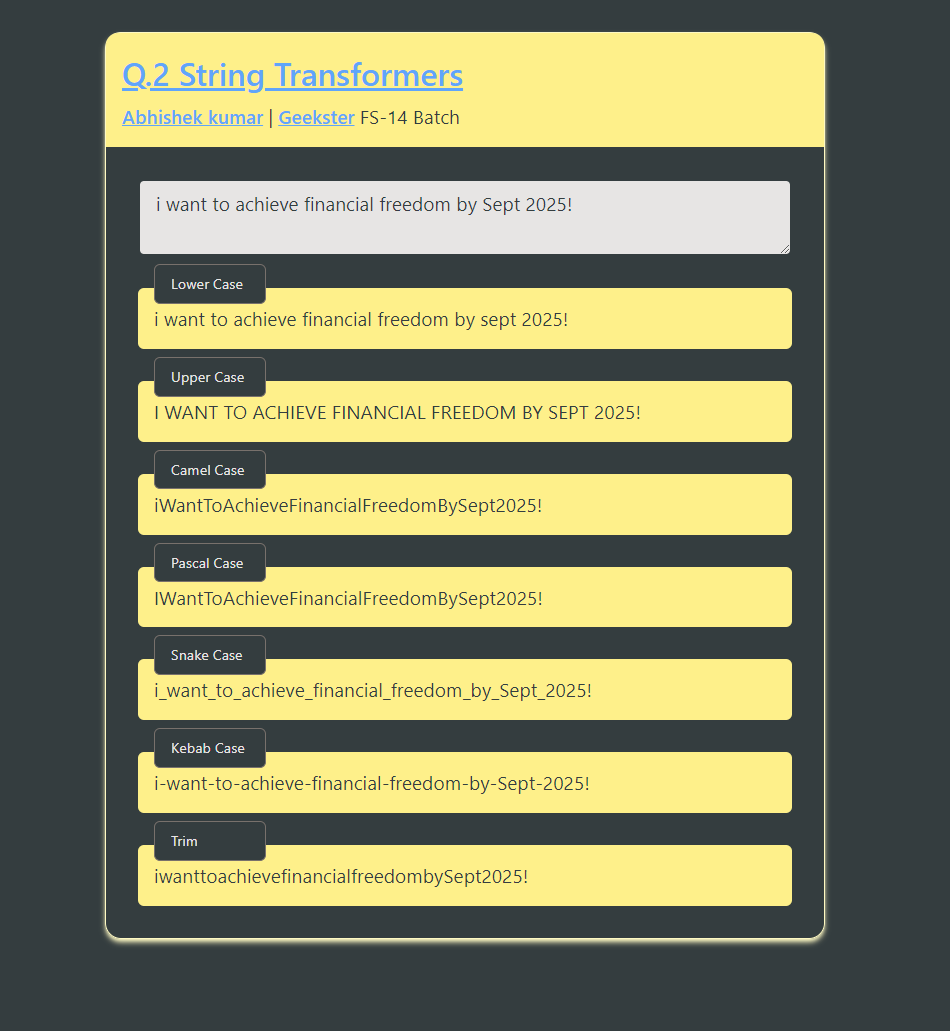 Q.2 String Transformers
Abhishek kumar | Geekster FS-14 Batch
i want to achieve financial freedom by Sept 2025!
Lower Case
i want to achieve financial freedom by sept 2025!
Upper Case
I WANT TO ACHIEVE FINANCIAL FREEDOM BY SEPT 2025!
Camel Case
iWantToAchieveFinancialFreedomBySept2025!
Pascal Case
IWantToAchieveFinancialFreedomBySept2025!
Snake Case
i_want_to_achieve_financial_freedom_by_Sept_2025!
Kebab Case
i-want-to-achieve-financial-freedom-by-Sept-2025!
Trim
iwanttoachievefinancialfreedombySept2025!